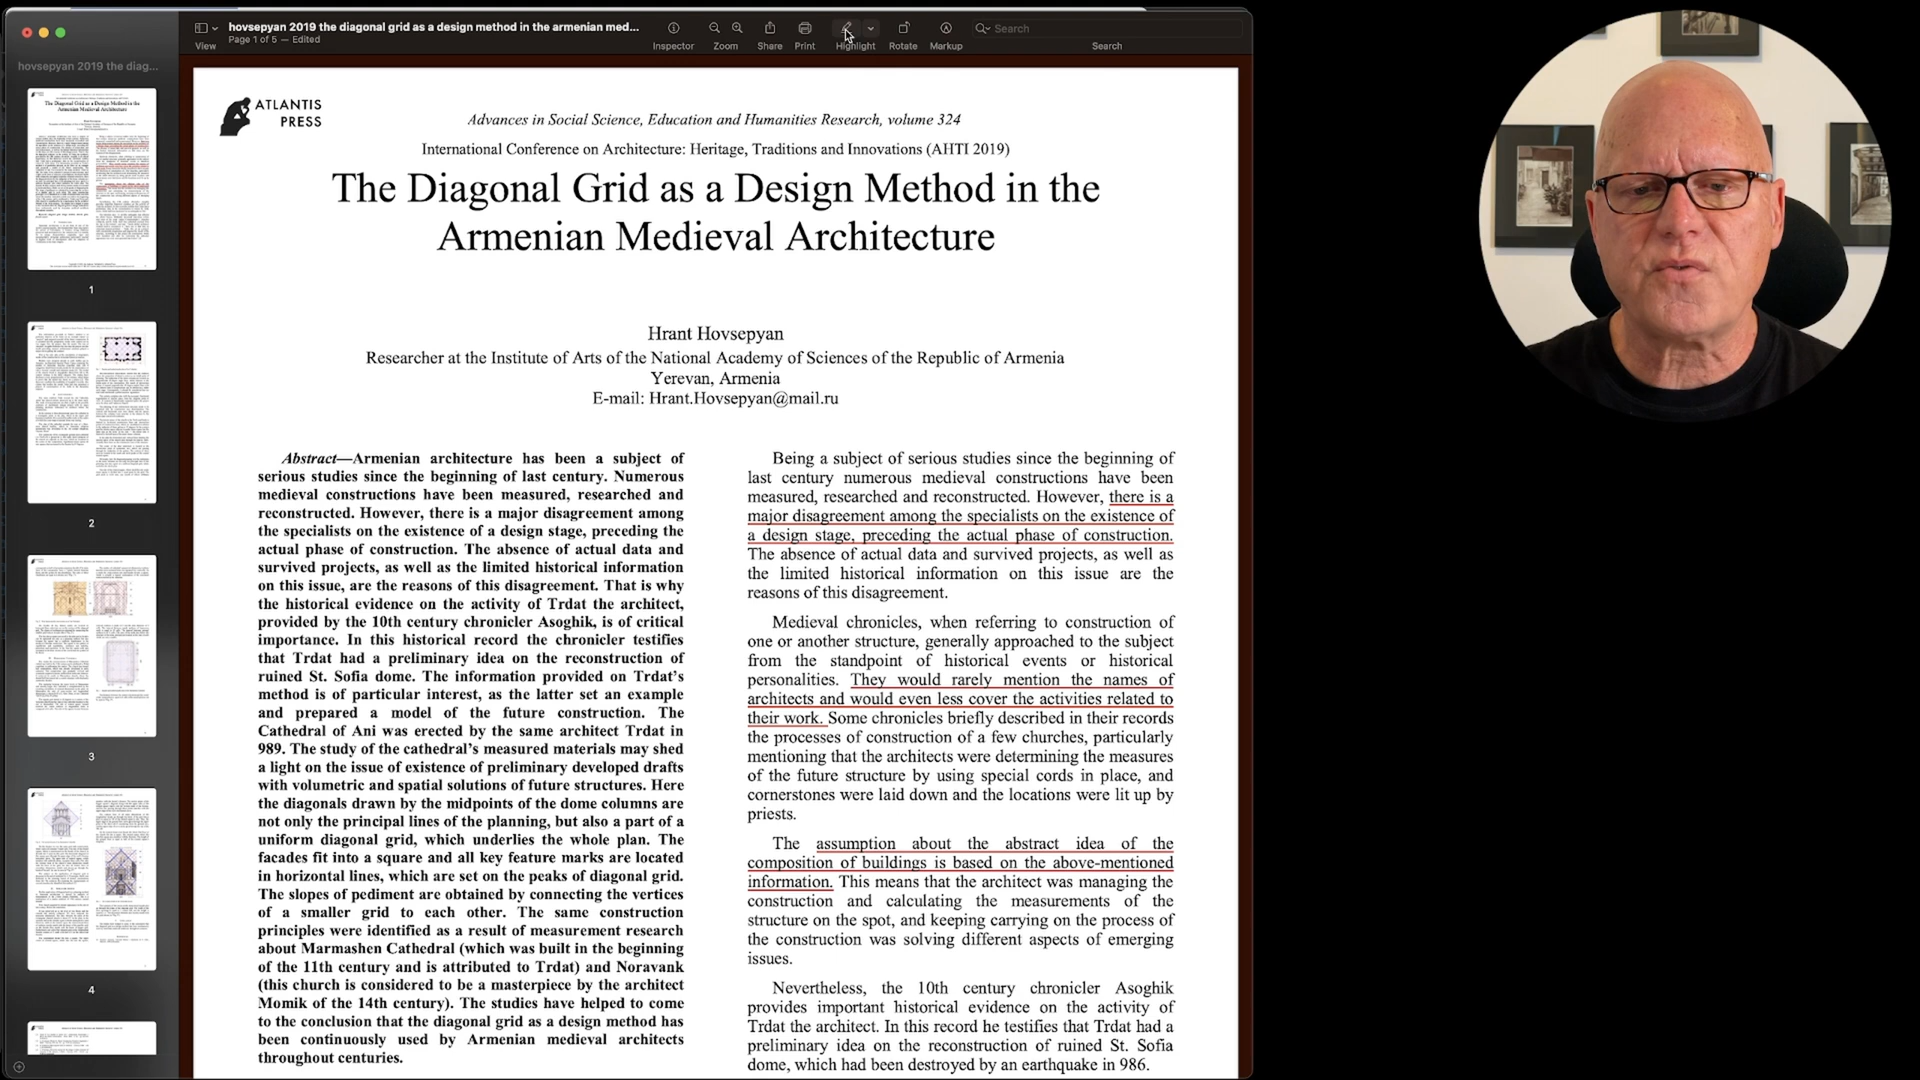 hovsepyan 2019 the diagonal grid as a design method in the armenian med...
Page 1 of 5 — Edited
View
Inspector
Zoom
Share
Print
Highlight
Rotate
Markup
Search
Search
hovsepyan 2019 the diag...
1
2
3
4
ATLANTIS
PRESS
Advances in Social Science, Education and Humanities Research, volume 324
International Conference on Architecture: Heritage, Traditions and Innovations (AHTI 2019)
The Diagonal Grid as a Design Method in the
Armenian Medieval Architecture
Hrant Hovsepyan
Researcher at the Institute of Arts of the National Academy of Sciences of the Republic of Armenia
Yerevan, Armenia
E-mail: Hrant.Hovsepyan@mail.ru
Abstract—Armenian architecture has been a subject of
serious studies since the beginning of last century. Numerous
medieval constructions have been measured, researched and
reconstructed. However, there is a major disagreement among
the specialists on the existence of a design stage, preceding the
actual phase of construction. The absence of actual data and
survived projects, as well as the limited historical information
on this issue, are the reasons of this disagreement. That is why
the historical evidence on the activity of Trdat the architect,
provided by the 10th century chronicler Asoghik, is of critical
importance. In this historical record the chronicler testifies
that Trdat had a preliminary idea on the reconstruction of
ruined St. Sofia dome. The information provided on Trdat's
method is of particular interest, as the latter set an example
and prepared a model of the future construction. The
Cathedral of Ani was erected by the same architect Trdat in
989. The study of the cathedral's measured materials may shed
a light on the issue of existence of preliminary developed drafts
with volumetric and spatial solutions of future structures. Here
the diagonals drawn by the midpoints of the dome columns are
not only the principal lines of the planning, but also a part of a
uniform diagonal grid, which underlies the whole plan. The
facades fit into a square and all key feature marks are located
in horizontal lines, which are set on the peaks of diagonal grid.
The slopes of pediment are obtained by connecting the vertices
of a smaller grid to each other. The same construction
principles were identified as a result of measurement research
about Marmashen Cathedral (which was built in the beginning
of the 11th century and is attributed to Trdat) and Noravank
(this church is considered to be a masterpiece by the architect
Momik of the 14th century). The studies have helped to come
to the conclusion that the diagonal grid as a design method has
been continuously used by Armenian medieval architects
throughout centuries.
Being a subject of serious studies since the beginning of
last century numerous medieval constructions have been
measured, researched and reconstructed. However, there is a
major disagreement among the specialists on the existence of
a design stage, preceding the actual phase of construction.
The absence of actual data and survived projects, as well as
the limited historical information on this issue are the
reasons of this disagreement.
Medieval chronicles, when referring to construction of
one or another structure, generally approached to the subject
from the standpoint of historical events or historical
personalities. They would rarely mention the names of
architects and would even less cover the activities related to
their work. Some chronicles briefly described in their records
the processes of construction of a few churches, particularly
mentioning that the architects were determining the measures
of the future structure by using special cords in place, and
cornerstones were laid down and the locations were lit up by
priests.
The assumption about the abstract idea of the
composition of buildings is based on the above-mentioned
information. This means that the architect was managing the
construction and calculating the measurements of the
structure on the spot, and keeping carrying on the process of
the construction was solving different aspects of emerging
issues.
Nevertheless, the 10th century chronicler Asoghik
provides important historical evidence on the activity of
Trdat the architect. In this record he testifies that Trdat had a
preliminary idea on the reconstruction of ruined St. Sofia
dome, which had been destroyed by an earthquake in 986.